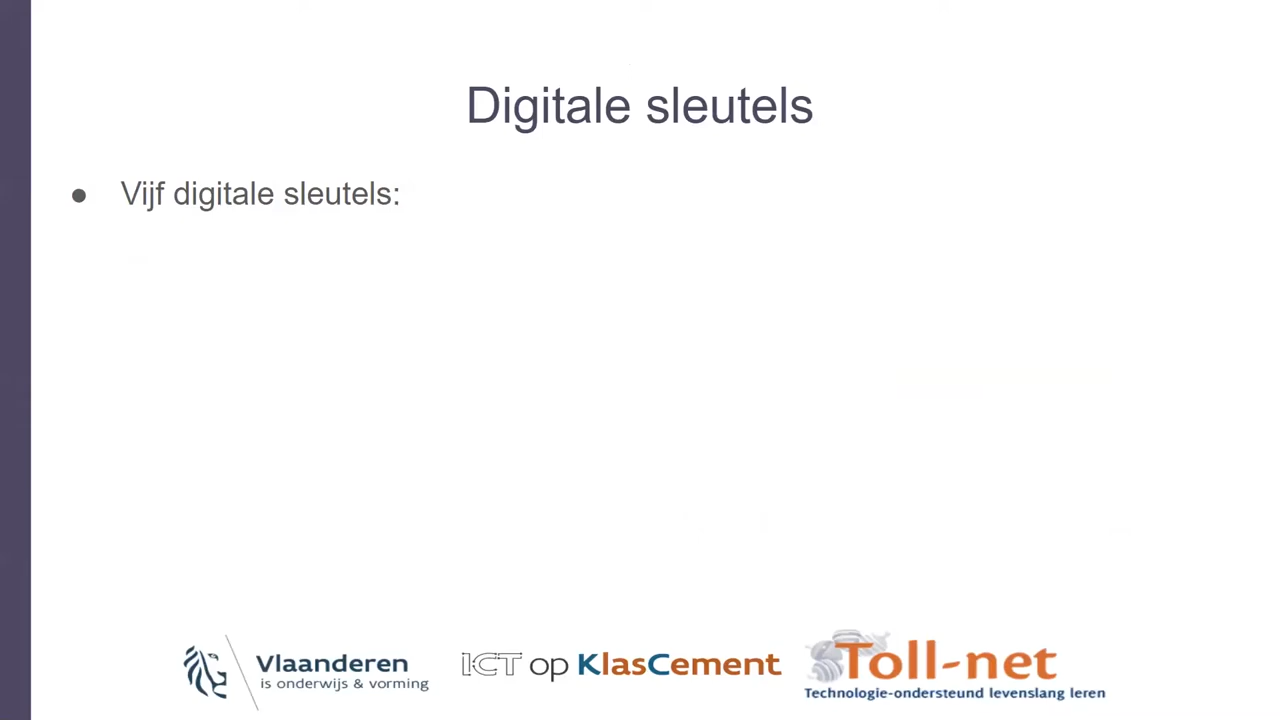 Digitale sleutels
● Vijf digitale sleutels:
Vlaanderen
is onderwijs & vorming
ICT op KlasCement
Toll-net
Technologie-ondersteund levenslang leren